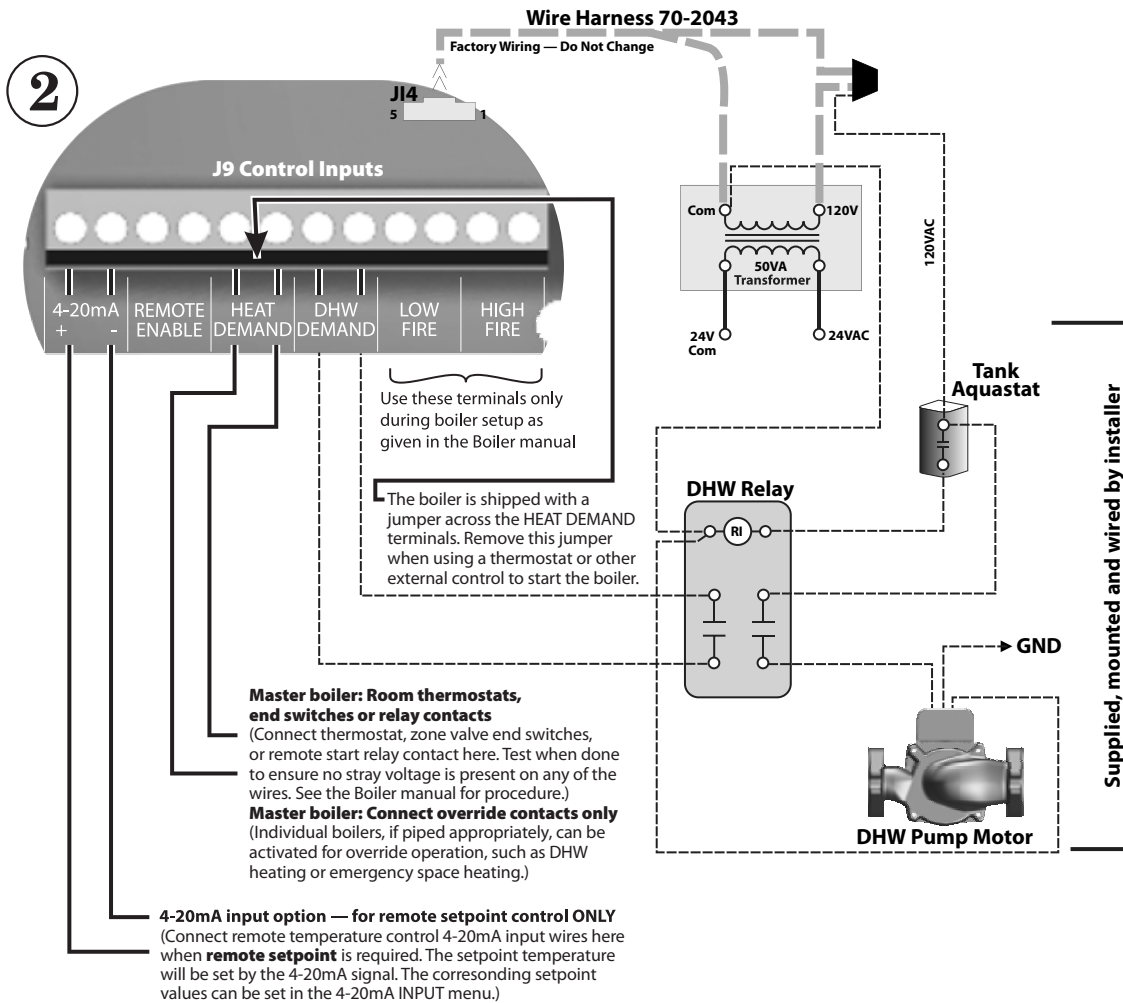 Wire Harness 70-2043
Factory Wiring — Do Not Change
2
JI4
5
1
J9 Control Inputs
Com
120V
50VA
Transformer
24V
Com
24VAC
120VAC
4-20mA
+ -
REMOTE
ENABLE
HEAT
DEMAND
DHW
DEMAND
LOW
FIRE
HIGH
FIRE
Use these terminals only
during boiler setup as
given in the Boiler manual
Tank
Aquastat
The boiler is shipped with a
jumper across the HEAT DEMAND
terminals. Remove this jumper
when using a thermostat or other
external control to start the boiler.
DHW Relay
RI
GND
DHW Pump Motor
Supplied, mounted and wired by installer
Master boiler: Room thermostats,
end switches or relay contacts
(Connect thermostat, zone valve end switches,
or remote start relay contact here. Test when done
to ensure no stray voltage is present on any of the
wires. See the Boiler manual for procedure.)
Master boiler: Connect override contacts only
(Individual boilers, if piped appropriately, can be
activated for override operation, such as DHW
heating or emergency space heating.)
4-20mA input option — for remote setpoint control ONLY
(Connect remote temperature control 4-20mA input wires here
when remote setpoint is required. The setpoint temperature
will be set by the 4-20mA signal. The corresonding setpoint
values can be set in the 4-20mA INPUT menu.)